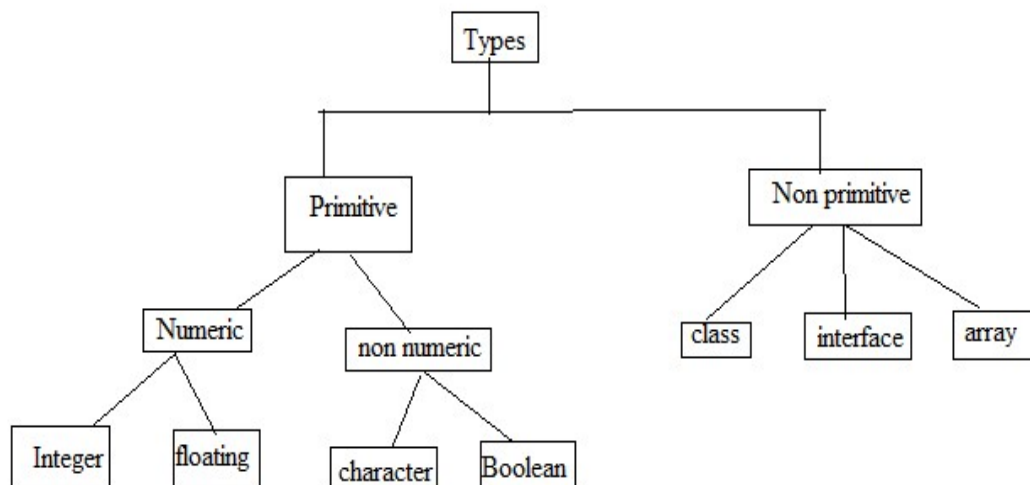 Types
Primitive
Non primitive
Numeric
non numeric
class
interface
array
Integer
floating
character
Boolean